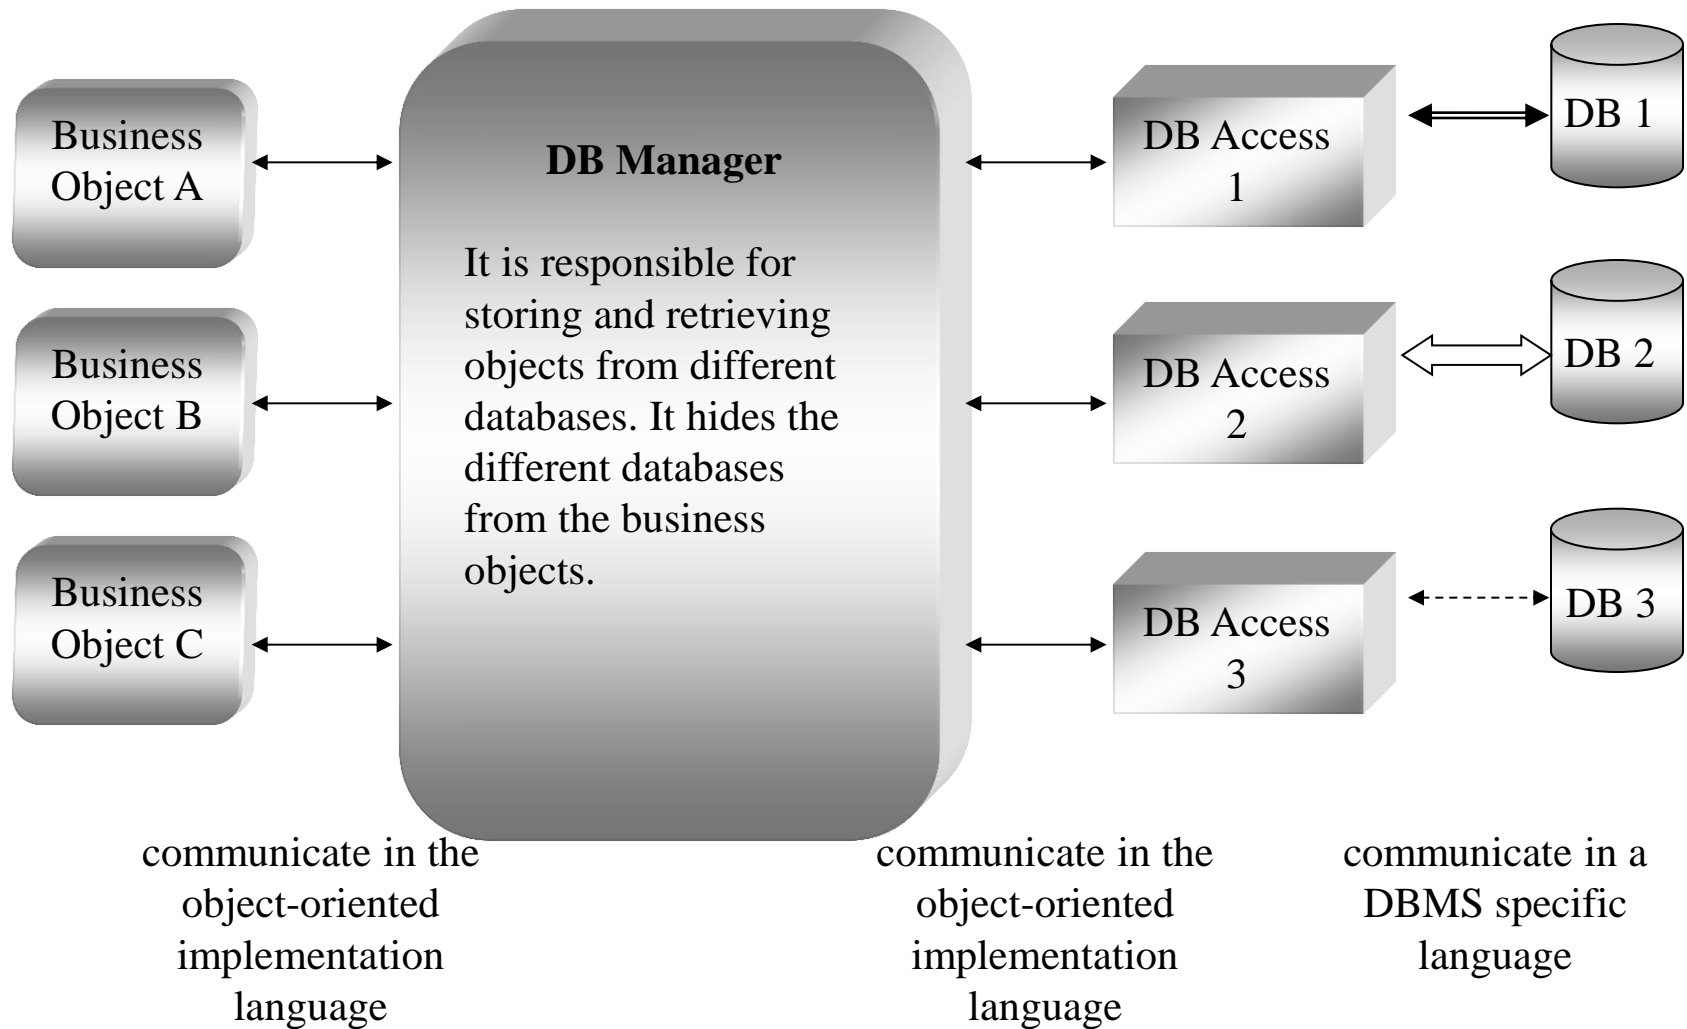 Business
Object A
Business
Object B
Business
Object C
DB Manager
It is responsible for
storing and retrieving
objects from different
databases. It hides the
different databases
from the business
objects.
DB Access
1
DB Access
2
DB Access
3
DB 1
DB 2
DB 3
communicate in the
object-oriented
implementation
language
communicate in the
object-oriented
implementation
language
communicate in a
DBMS specific
language